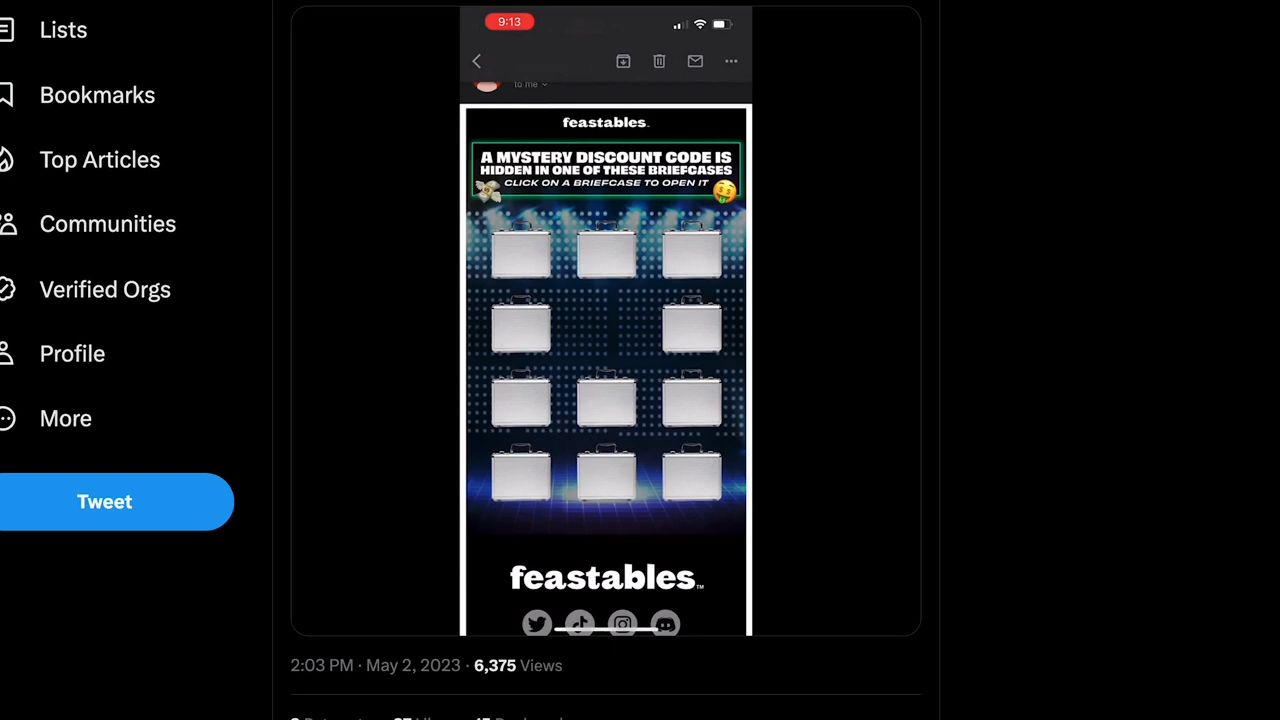 Lists
Bookmarks
Top Articles
Communities
Verified Orgs
Profile
More
Tweet
9:13
to me
feastables.
A MYSTERY DISCOUNT CODE IS
HIDDEN IN ONE OF THESE BRIEFCASES
CLICK ON A BRIEFCASE TO OPEN IT
feastables™
2:03 PM · May 2, 2023 · 6,375 Views